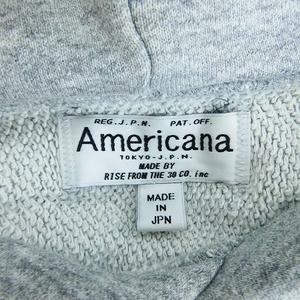 REG.J.P.N. PAT.OFF.
Americana
TOKYO-J.P.N.
MADE BY
RISE FROM THE 30 CO. inc
MADE
IN
JPN